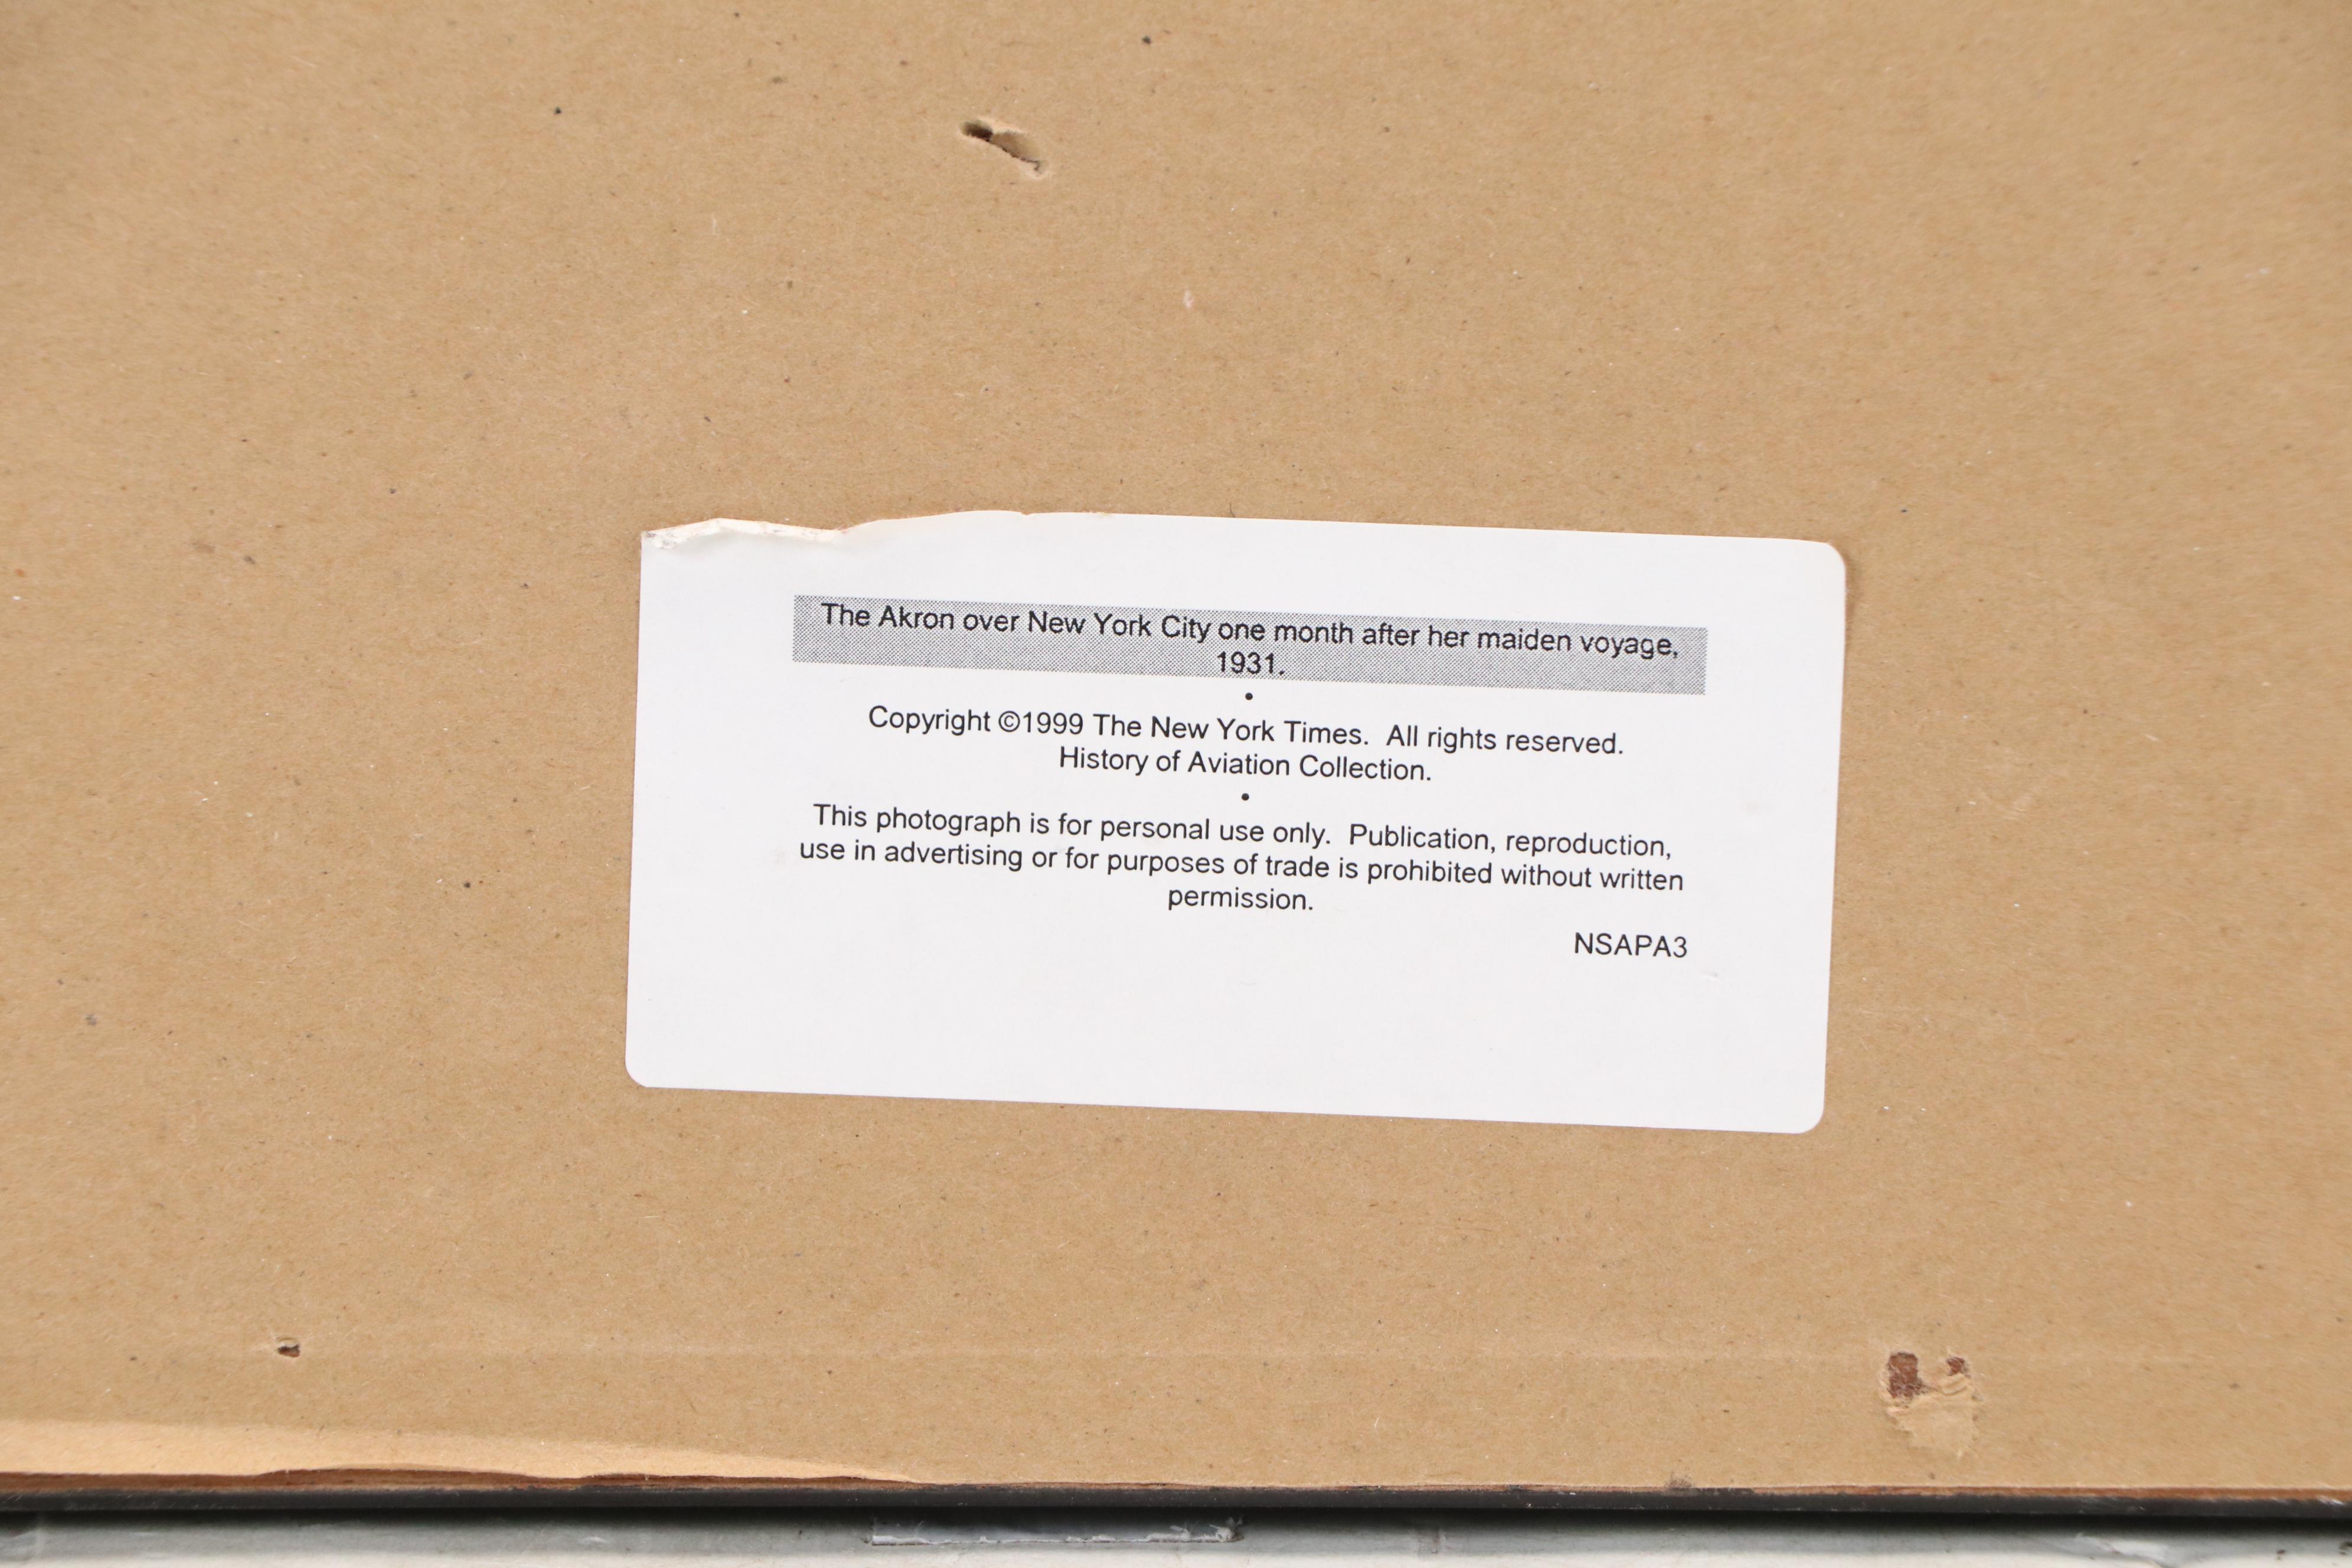 The Akron over New York City one month after her maiden voyage,
1931.
•
Copyright ©1999 The New York Times.  All rights reserved.
History of Aviation Collection.
•
This photograph is for personal use only.  Publication, reproduction,
use in advertising or for purposes of trade is prohibited without written
permission.
NSAPA3